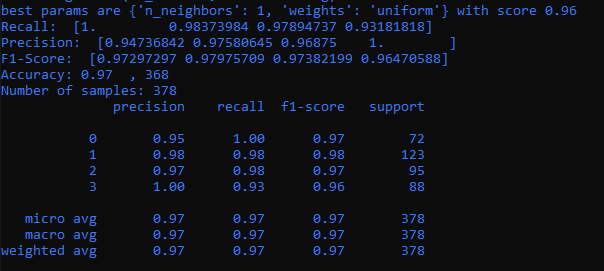 best params are {'n_neighbors': 1, 'weights': 'uniform'} with score 0.96
Recall:  [1.         0.98373984 0.97894737 0.93181818]
Precision:  [0.94736842 0.97580645 0.96875    1.        ]
F1-Score:  [0.97297297 0.97975709 0.97382199 0.96470588]
Accuracy: 0.97  , 368
Number of samples: 378
              precision    recall  f1-score   support
           0       0.95      1.00      0.97        72
           1       0.98      0.98      0.98       123
           2       0.97      0.98      0.97        95
           3       1.00      0.93      0.96        88
   micro avg       0.97      0.97      0.97       378
   macro avg       0.97      0.97      0.97       378
weighted avg       0.97      0.97      0.97       378